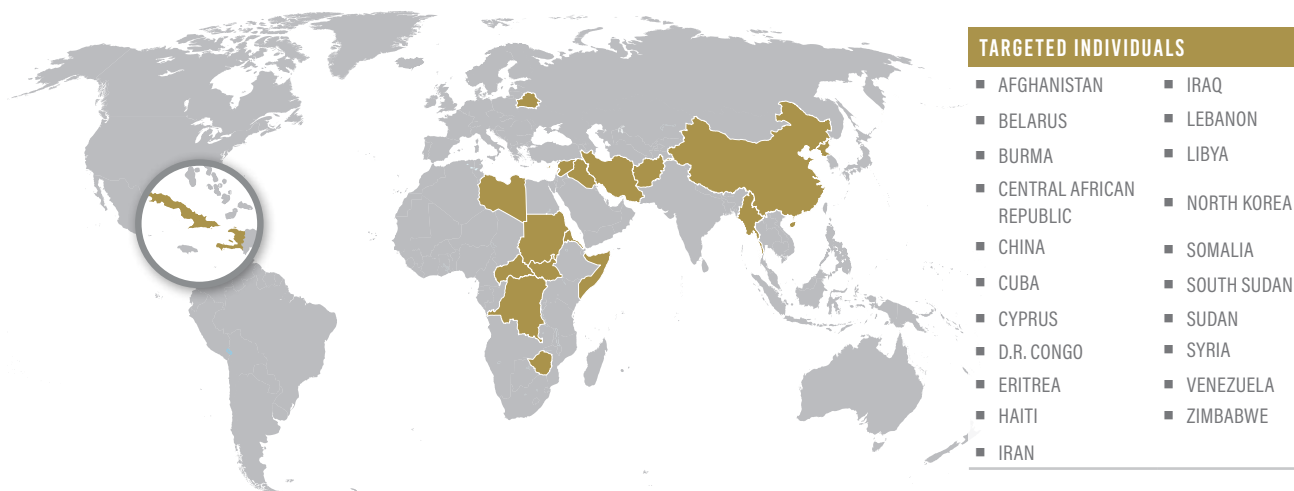 TARGETED INDIVIDUALS
AFGHANISTAN
BELARUS
BURMA
CENTRAL AFRICAN
REPUBLIC
CHINA
CUBA
CYPRUS
D.R. CONGO
ERITREA
HAITI
IRAN
IRAQ
LEBANON
LIBYA
NORTH KOREA
SOMALIA
SOUTH SUDAN
SUDAN
SYRIA
VENEZUELA
ZIMBABWE